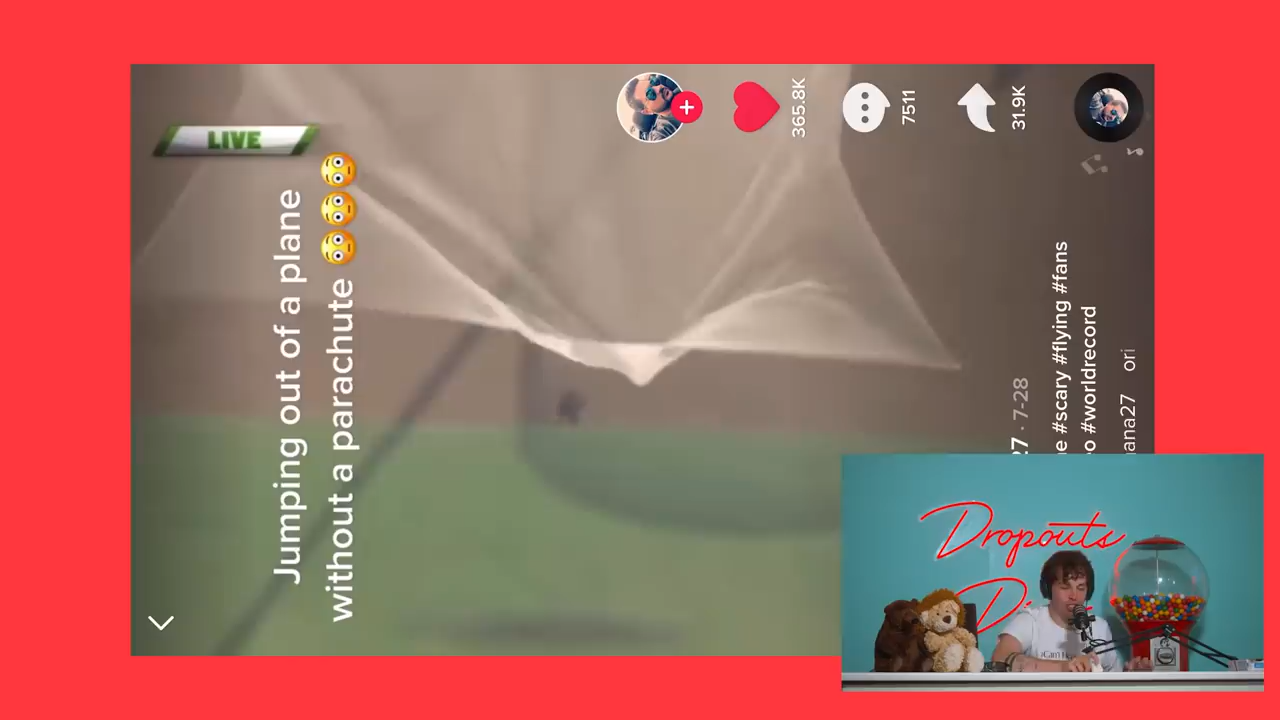 LIVE
Jumping out of a plane
without a parachute 😳😳😳
365.8K
7511
31.9K
27 · 7-28
#scary #flying #fans
#worldrecord
ori
Dropouts